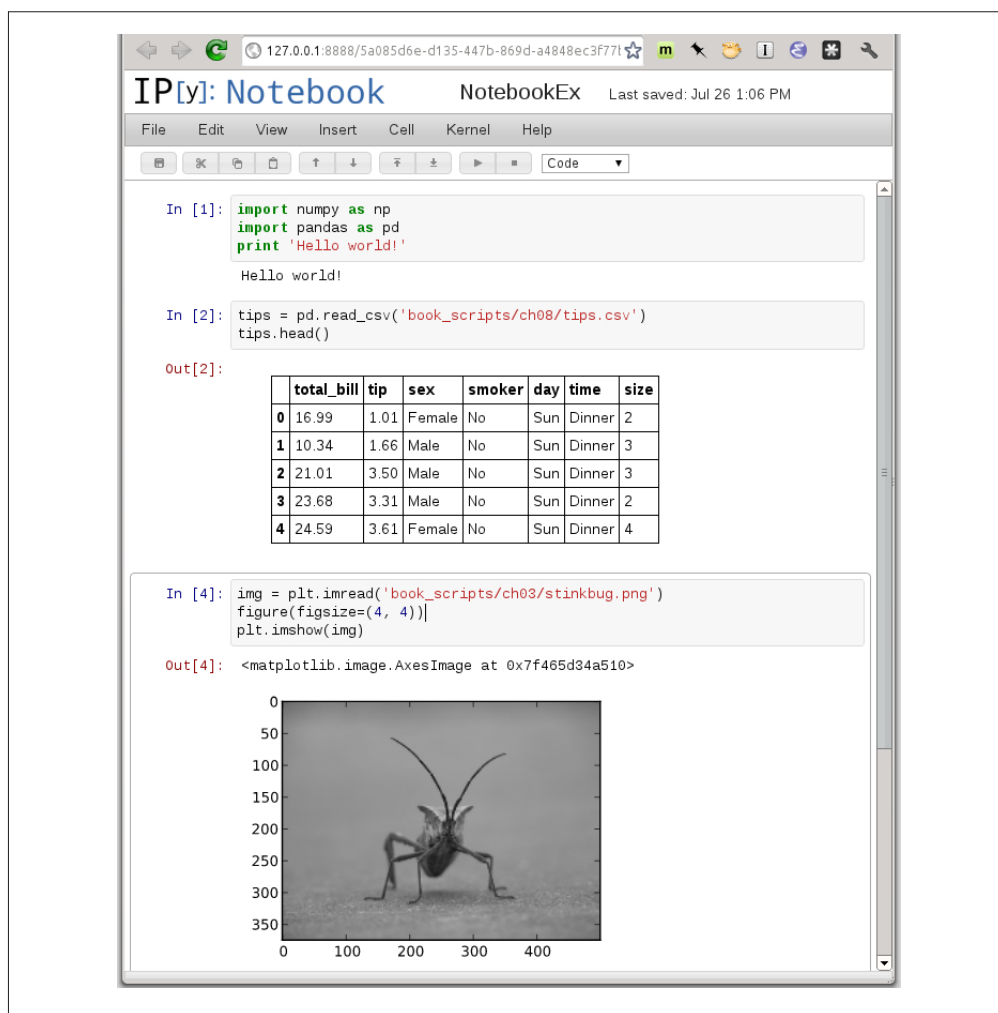 127.0.0.1:8888/5a085d6e-d135-447b-869d-a4848ec3f77b
IP[y]: Notebook NotebookEx Last saved: Jul 26 1:06 PM
File Edit View Insert Cell Kernel Help
Code
In [1]: import numpy as np
import pandas as pd
print 'Hello world!'
Hello world!
In [2]: tips = pd.read_csv('book_scripts/ch08/tips.csv')
tips.head()
Out[2]:
total_bill tip sex smoker day time size
0 16.99 1.01 Female No Sun Dinner 2
1 10.34 1.66 Male No Sun Dinner 3
2 21.01 3.50 Male No Sun Dinner 3
3 23.68 3.31 Male No Sun Dinner 2
4 24.59 3.61 Female No Sun Dinner 4
In [4]: img = plt.imread('book_scripts/ch03/stinkbug.png')
figure(figsize=(4, 4))
plt.imshow(img)
Out[4]: <matplotlib.image.AxesImage at 0x7f465d34a510>
0
50
100
150
200
250
300
350
0 100 200 300 400